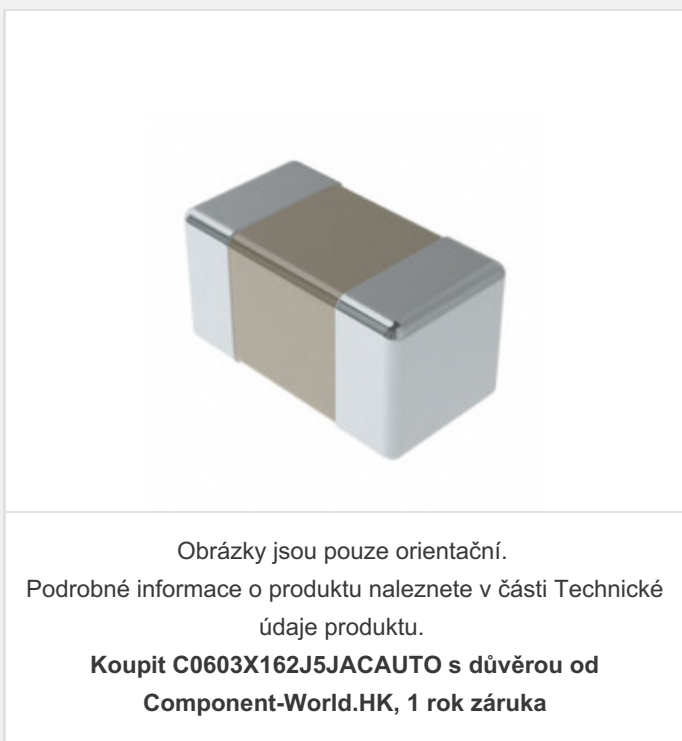 Obrázky jsou pouze orientační.
Podrobné informace o produktu naleznete v části Technické
údaje produktu.
Koupit C0603X162J5JACAUTO s důvěrou od
Component-World.HK, 1 rok záruka